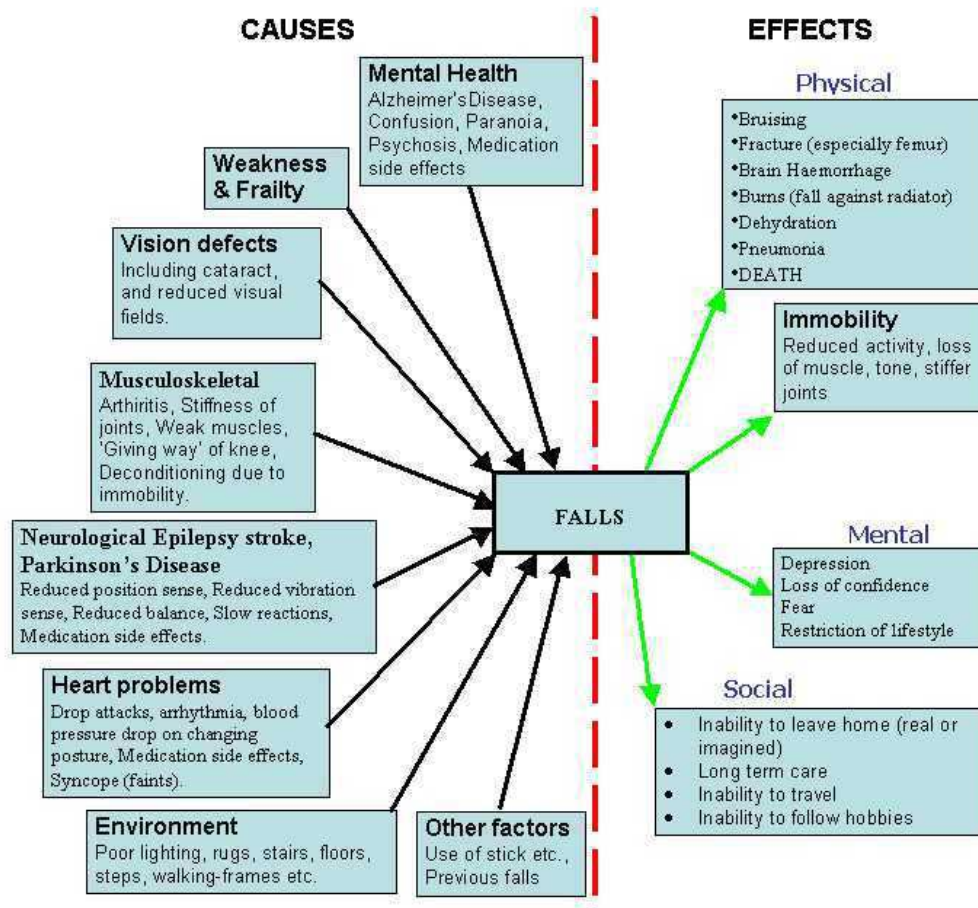 CAUSES
EFFECTS
Mental Health
Alzheimer's Disease,
Confusion, Paranoia,
Psychosis, Medication
side effects
Weakness
& Frailty
Vision defects
Including cataract,
and reduced visual
fields.
Musculoskeletal
Arthiritis, Stiffness of
joints, Weak muscles,
'Giving way' of knee,
Deconditioning due to
immobility.
Neurological Epilepsy stroke,
Parkinson's Disease
Reduced position sense, Reduced vibration
sense, Reduced balance, Slow reactions,
Medication side effects.
Heart problems
Drop attacks, arrhythmia, blood
pressure drop on changing
posture, Medication side effects,
Syncope (faints).
Environment
Poor lighting, rugs, stairs, floors,
steps, walking-frames etc.
Other factors
Use of stick etc.,
Previous falls
FALLS
Physical
•Bruising
•Fracture (especially femur)
•Brain Haemorrhage
•Burns (fall against radiator)
•Dehydration
•Pneumonia
•DEATH
Immobility
Reduced activity, loss
of muscle, tone, stiffer
joints
Mental
Depression
Loss of confidence
Fear
Restriction of lifestyle
Social
• Inability to leave home (real or
imagined)
• Long term care
• Inability to travel
• Inability to follow hobbies